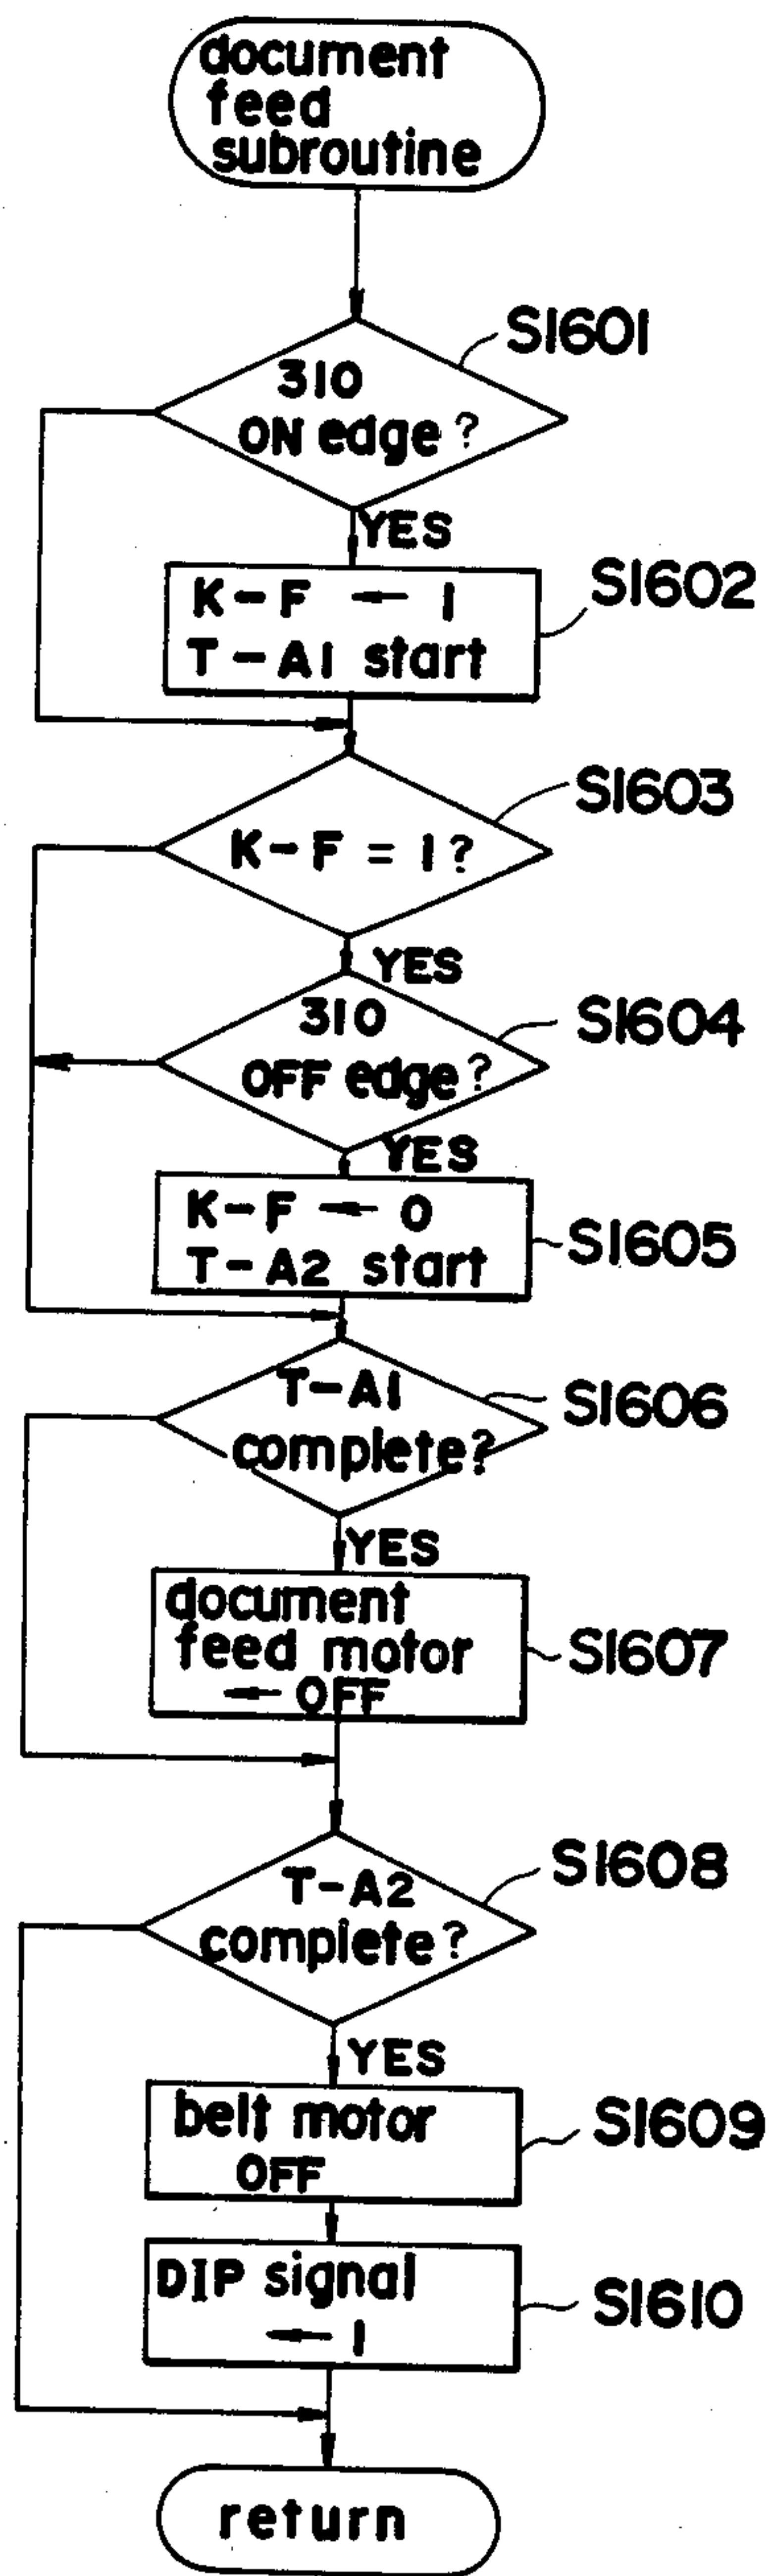 document
feed
subroutine
S1601
310
ON edge?
YES
S1602
K-F ← 1
T-A1 start
S1603
K-F = 1?
YES
S1604
310
OFF edge?
YES
K-F ← 0
T-A2 start
S1605
T-A1
complete?
S1606
YES
document
feed motor
← OFF
S1607
S1608
T-A2
complete?
YES
belt motor
OFF
S1609
DIP signal
← 1
S1610
return